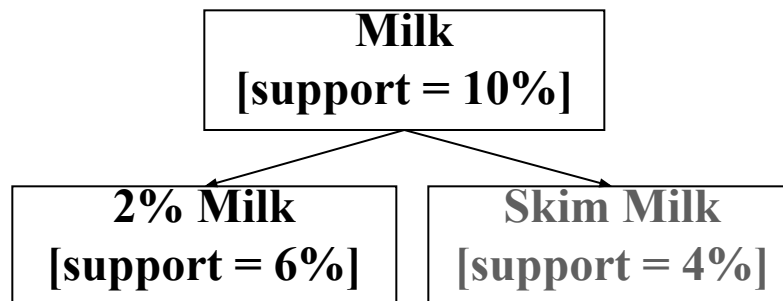 Milk
[support = 10%]
2% Milk
[support = 6%]
Skim Milk
[support = 4%]